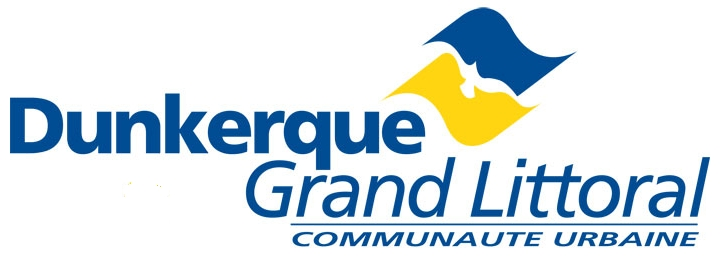 Dunkerque
Grand Littoral
COMMUNAUTE URBAINE